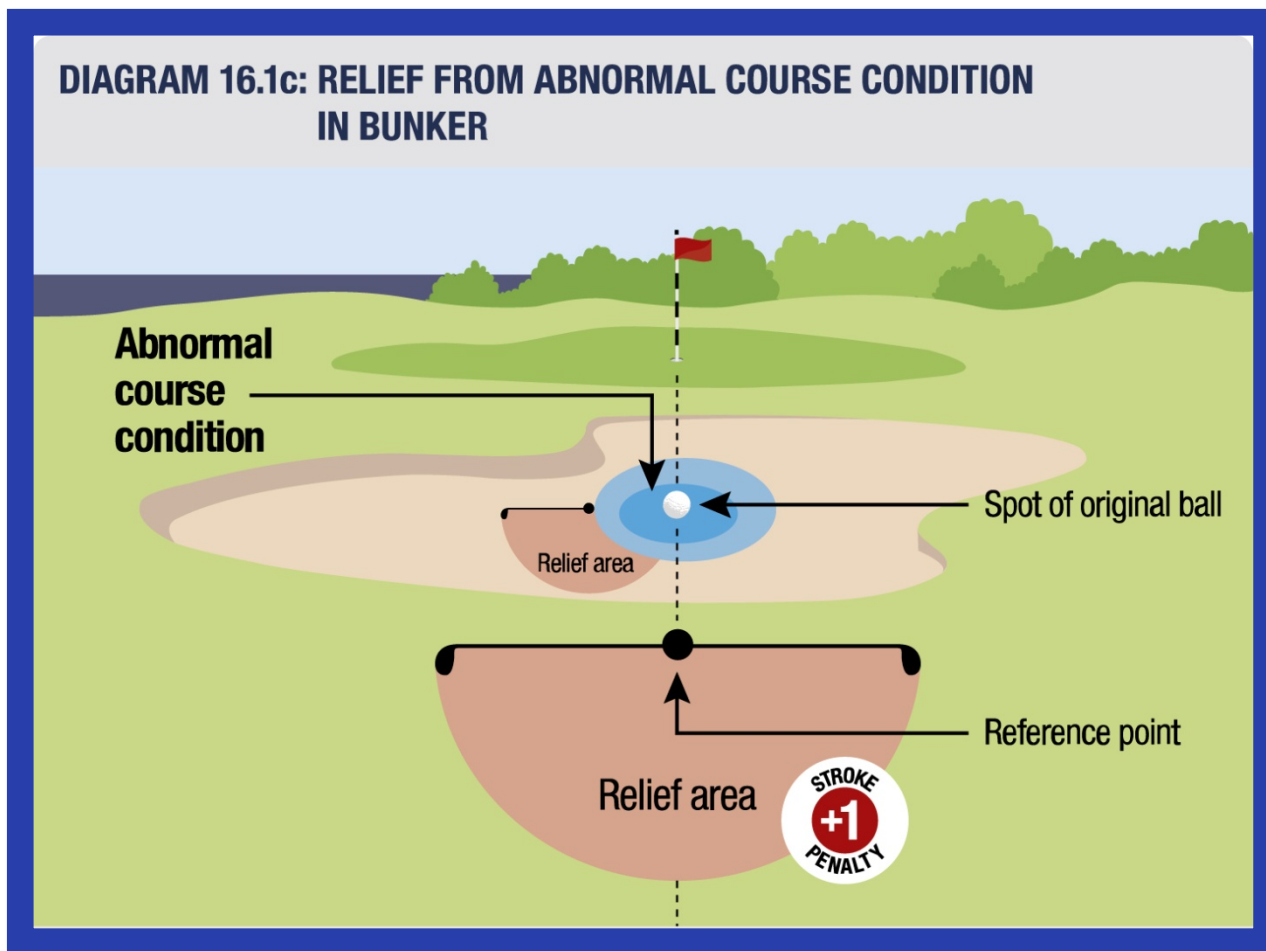 DIAGRAM 16.1c: RELIEF FROM ABNORMAL COURSE CONDITION
IN BUNKER
Abnormal
course
condition
Spot of original ball
Relief area
Reference point
Relief area
STROKE
+1
PENALTY